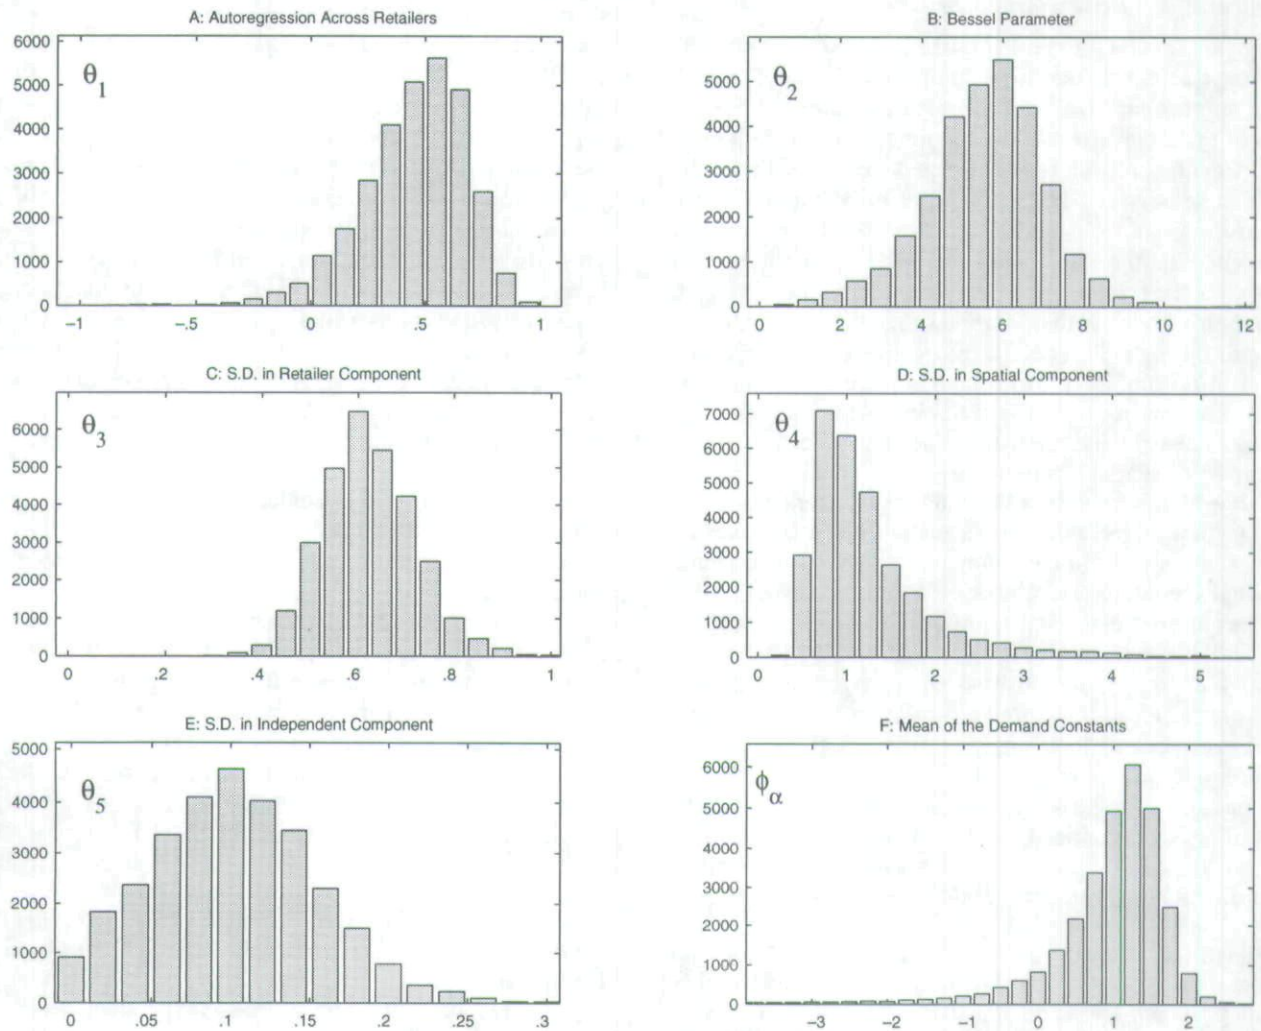 A: Autoregression Across Retailers
θ1
6000
5000
4000
3000
2000
1000
0
−1 −.5 0 .5 1
B: Bessel Parameter
θ2
5000
4000
3000
2000
1000
0
0 2 4 6 8 10 12
C: S.D. in Retailer Component
θ3
6000
5000
4000
3000
2000
1000
0
0 .2 .4 .6 .8 1
D: S.D. in Spatial Component
θ4
7000
6000
5000
4000
3000
2000
1000
0
0 1 2 3 4 5
E: S.D. in Independent Component
θ5
5000
4000
3000
2000
1000
0
0 .05 .1 .15 .2 .25 .3
F: Mean of the Demand Constants
ϕα
6000
5000
4000
3000
2000
1000
0
−3 −2 −1 0 1 2